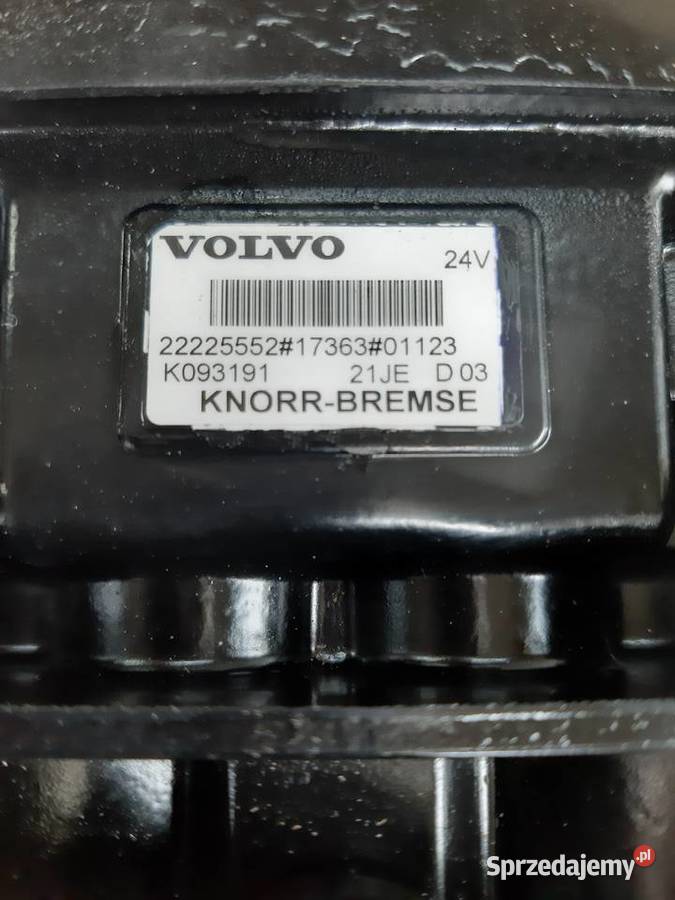 VOLVO
24V
22225552#17363#01123
K093191 21JE D 03
KNORR-BREMSE
Sprzedajemy.pl